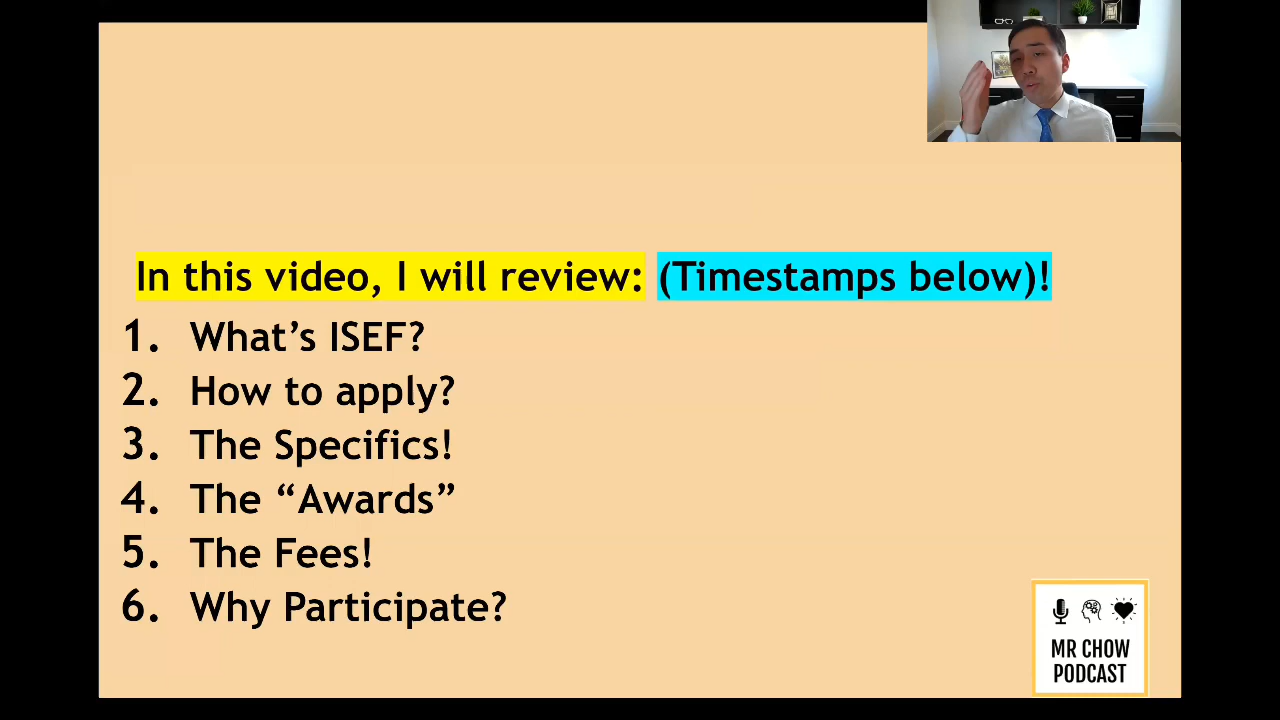 In this video, I will review: (Timestamps below)!
1. What’s ISEF?
2. How to apply?
3. The Specifics!
4. The “Awards”
5. The Fees!
6. Why Participate?
MR CHOW
PODCAST